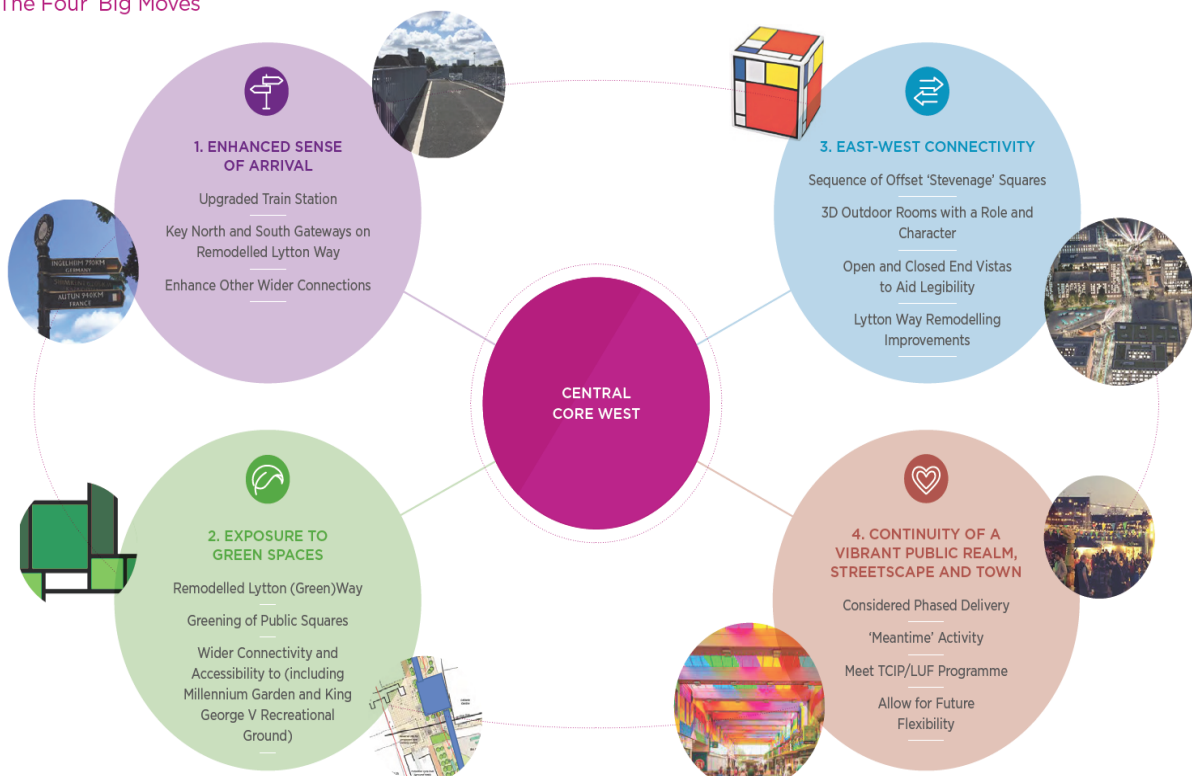 The Four 'Big Moves'
1. ENHANCED SENSE
OF ARRIVAL
Upgraded Train Station
Key North and South Gateways on
Remodelled Lytton Way
Enhance Other Wider Connections
INGELHEIM 790KM
GERMANY
AUTUN 940KM
FRANCE
3. EAST-WEST CONNECTIVITY
Sequence of Offset ‘Stevenage’ Squares
3D Outdoor Rooms with a Role and
Character
Open and Closed End Vistas
to Aid Legibility
Lytton Way Remodelling
Improvements
CENTRAL
CORE WEST
2. EXPOSURE TO
GREEN SPACES
Remodelled Lytton (Green)Way
Greening of Public Squares
Wider Connectivity and
Accessibility to (including
Millennium Garden and King
George V Recreational
Ground)
4. CONTINUITY OF A
VIBRANT PUBLIC REALM,
STREETSCAPE AND TOWN
Considered Phased Delivery
‘Meantime’ Activity
Meet TCIP/LUF Programme
Allow for Future
Flexibility